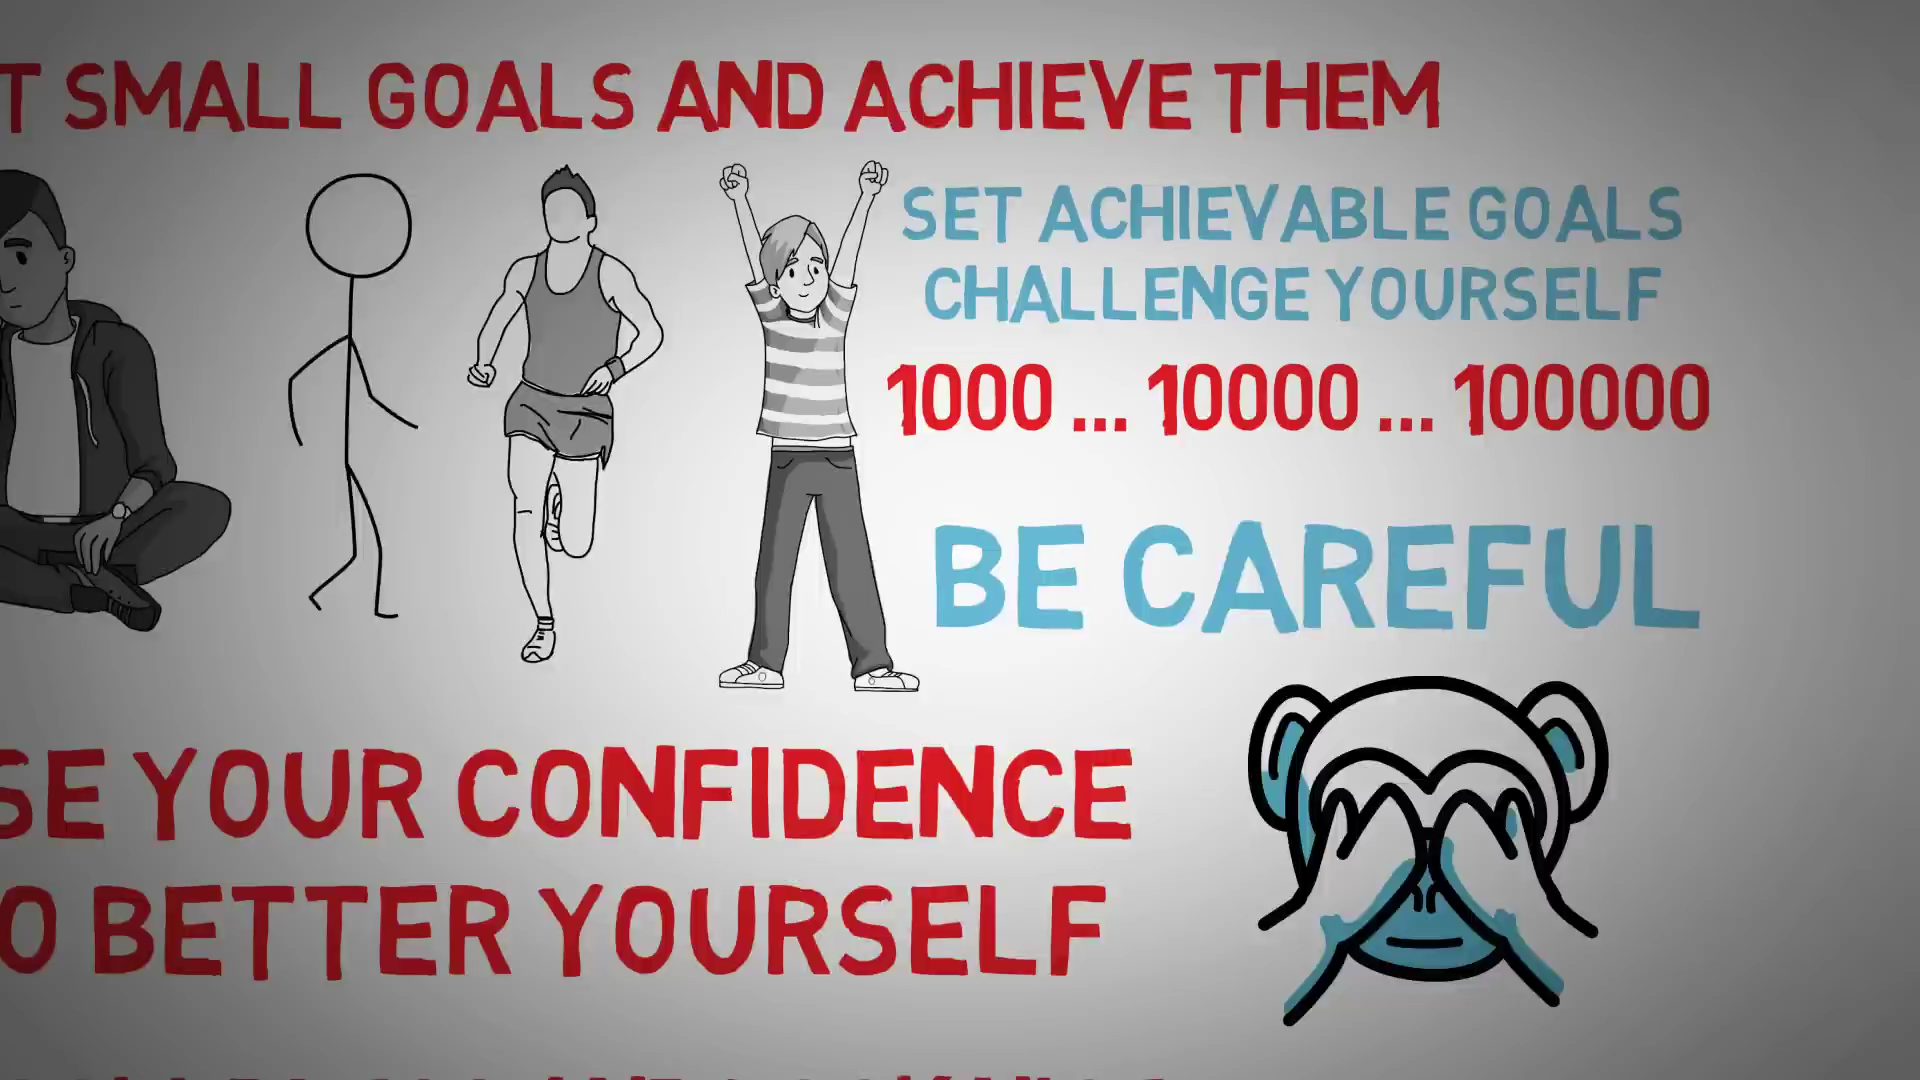 T SMALL GOALS AND ACHIEVE THEM
SET ACHIEVABLE GOALS
CHALLENGE YOURSELF
1000 ... 10000 ... 100000
BE CAREFUL
SE YOUR CONFIDENCE
O BETTER YOURSELF